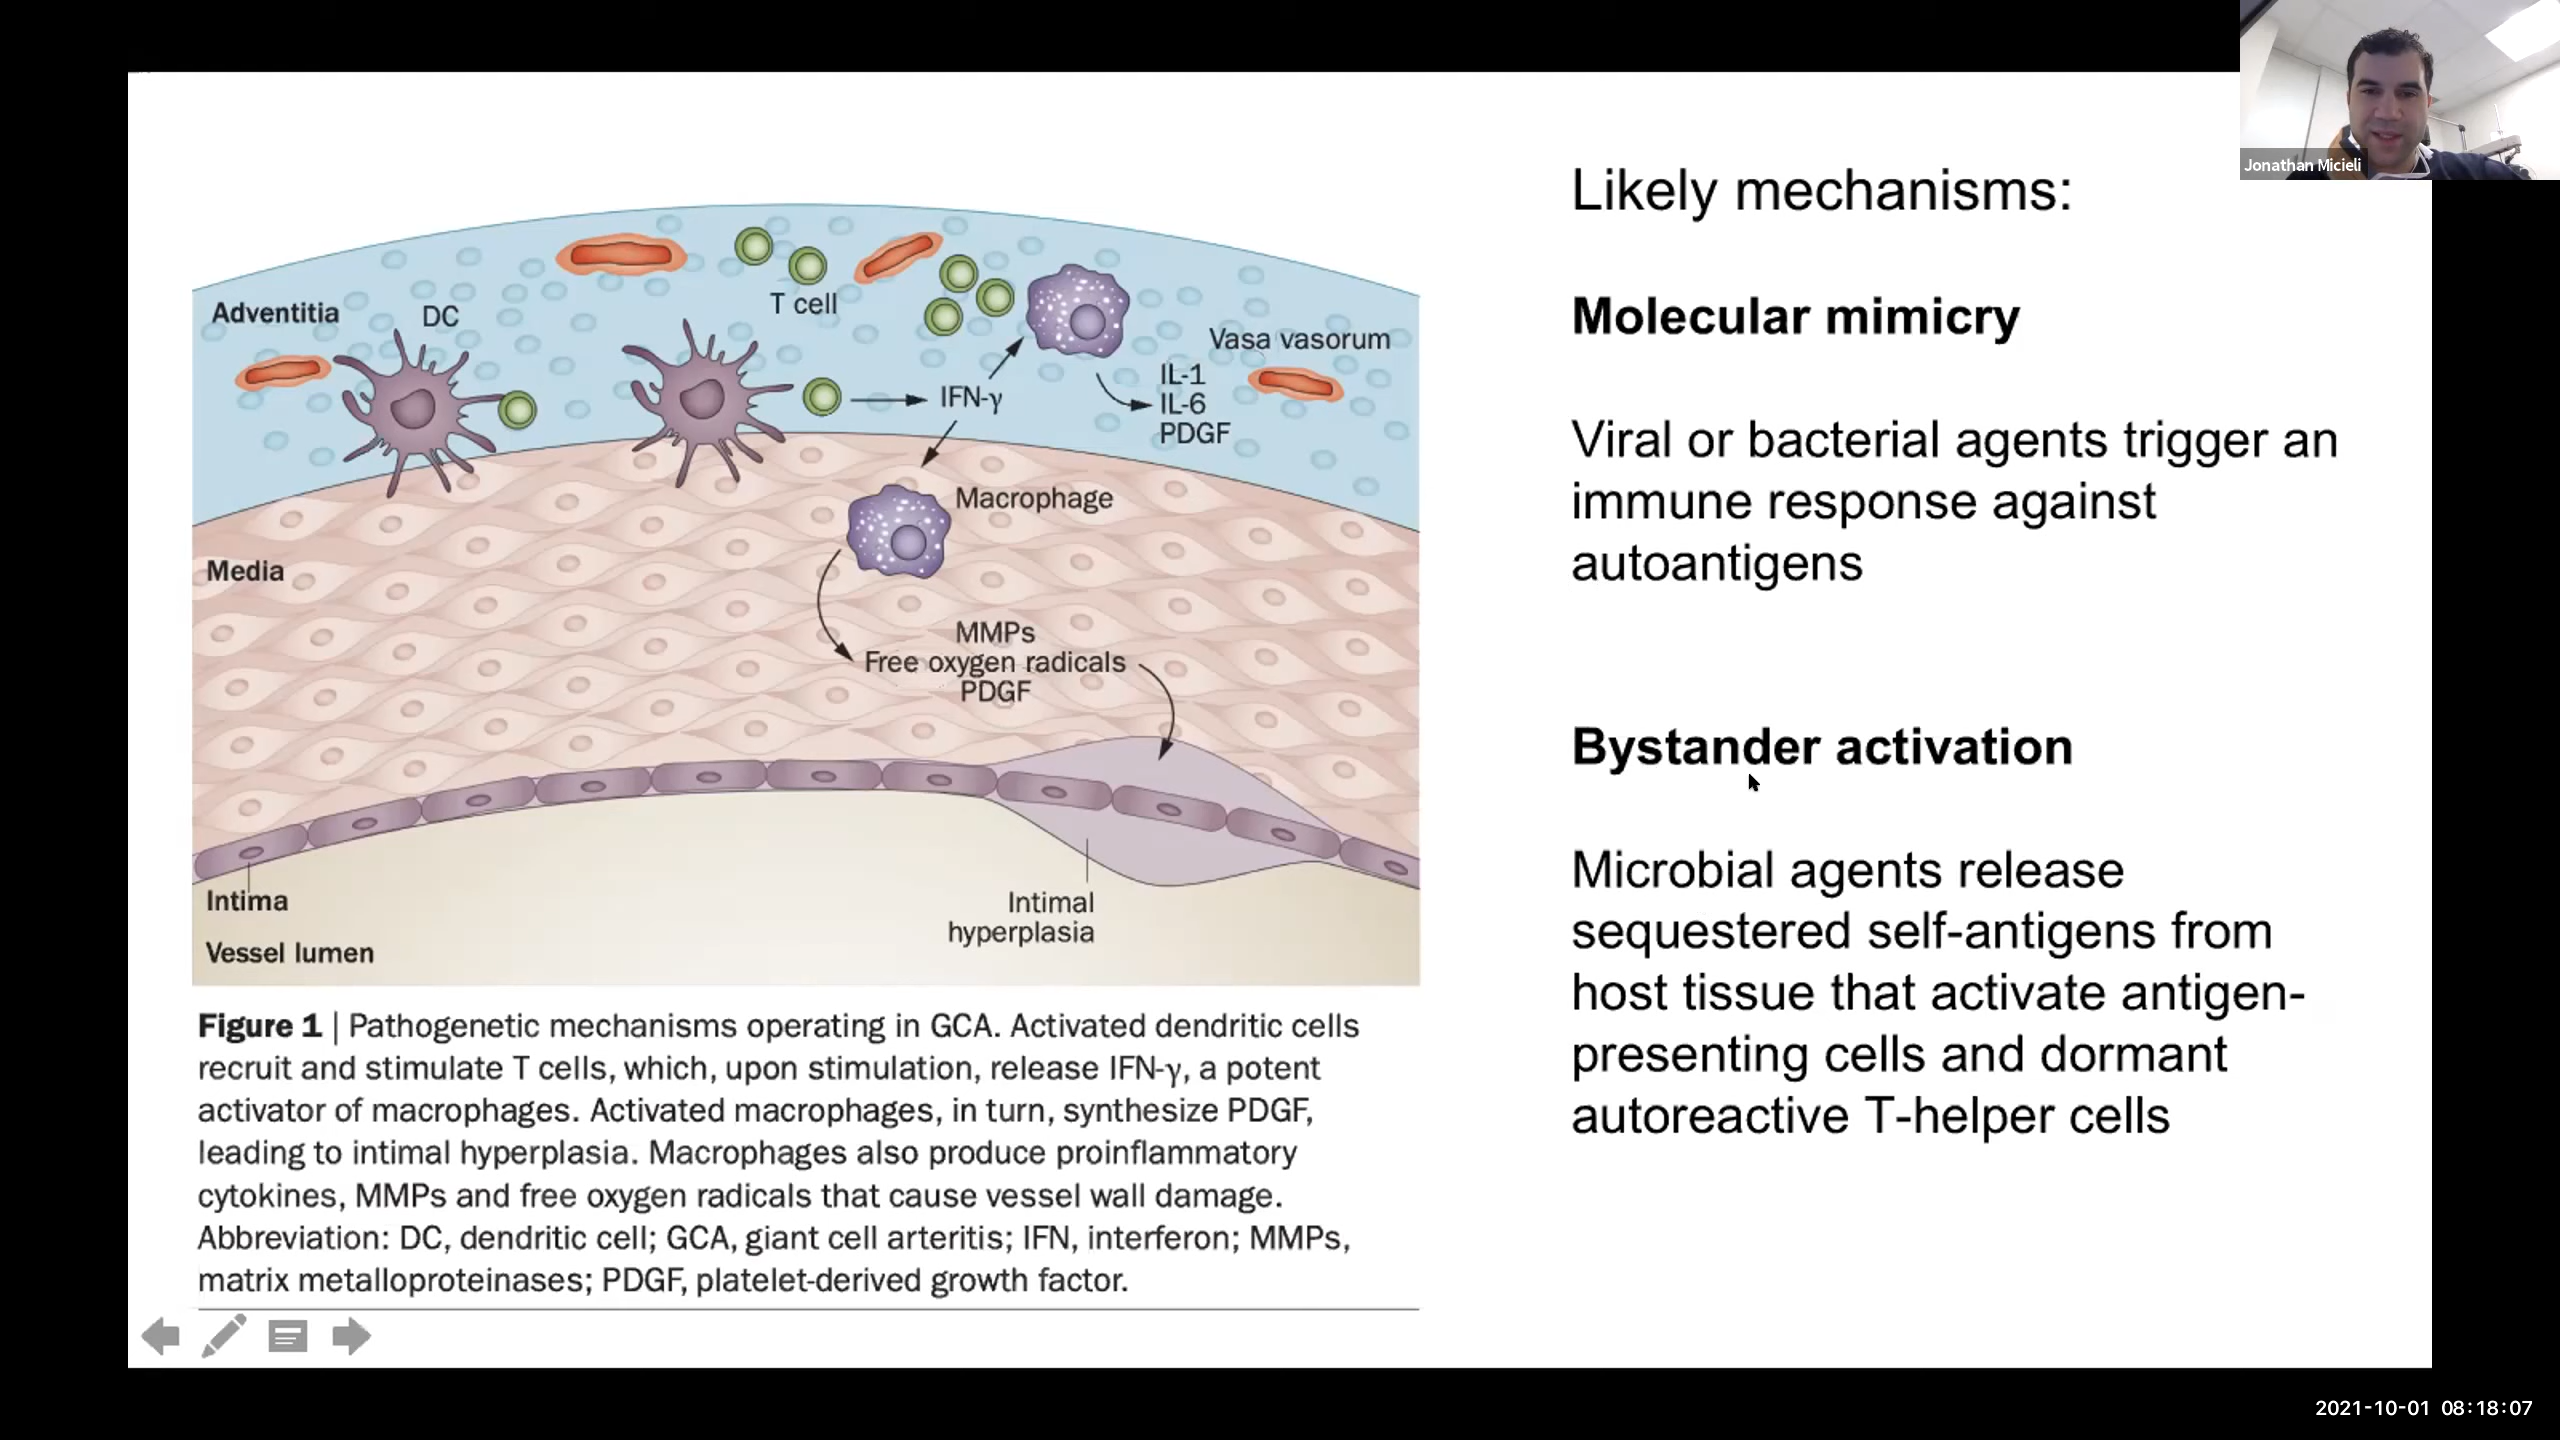 Jonathan Micieli
Adventitia
DC
T cell
Vasa vasorum
IFN-γ
IL-1
IL-6
PDGF
Macrophage
Media
MMPs
Free oxygen radicals
PDGF
Intima
Intimal
hyperplasia
Vessel lumen
Figure 1 | Pathogenetic mechanisms operating in GCA. Activated dendritic cells
recruit and stimulate T cells, which, upon stimulation, release IFN-γ, a potent
activator of macrophages. Activated macrophages, in turn, synthesize PDGF,
leading to intimal hyperplasia. Macrophages also produce proinflammatory
cytokines, MMPs and free oxygen radicals that cause vessel wall damage.
Abbreviation: DC, dendritic cell; GCA, giant cell arteritis; IFN, interferon; MMPs,
matrix metalloproteinases; PDGF, platelet-derived growth factor.
Likely mechanisms:
Molecular mimicry
Viral or bacterial agents trigger an
immune response against
autoantigens
Bystander activation
Microbial agents release
sequestered self-antigens from
host tissue that activate antigen-
presenting cells and dormant
autoreactive T-helper cells
2021-10-01 08:18:07